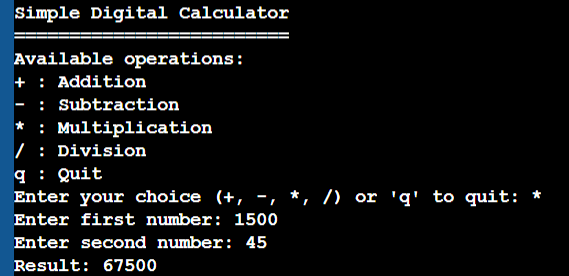 Simple Digital Calculator
=========================
Available operations:
+ : Addition
- : Subtraction
* : Multiplication
/ : Division
q : Quit
Enter your choice (+, -, *, /) or 'q' to quit: *
Enter first number: 1500
Enter second number: 45
Result: 67500